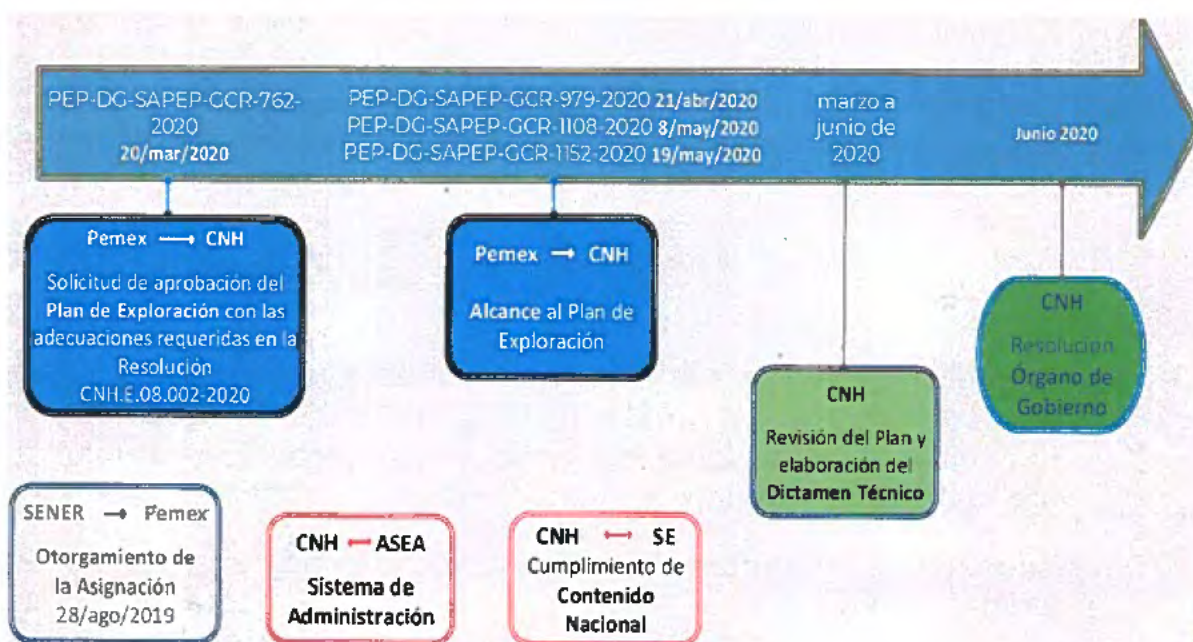 PEP-DG-SAPEP-GCR-762-
2020
20/mar/2020
PEP-DG-SAPEP-GCR-979-2020 21/abr/2020
PEP-DG-SAPEP-GCR-1108-2020 8/may/2020
PEP-DG-SAPEP-GCR-1152-2020 19/may/2020
marzo a
junio de
2020
Junio 2020
Pemex → CNH
Solicitud de aprobación del
Plan de Exploración con las
adecuaciones requeridas en la
Resolución
CNH.E.08.002-2020
Pemex → CNH
Alcance al Plan de
Exploración
CNH
Revisión del Plan y
elaboración del
Dictamen Técnico
CNH
Resolución
Órgano de
Gobierno
SENER → Pemex
Otorgamiento de
la Asignación
28/ago/2019
CNH ↔ ASEA
Sistema de
Administración
CNH ↔ SE
Cumplimiento de
Contenido
Nacional